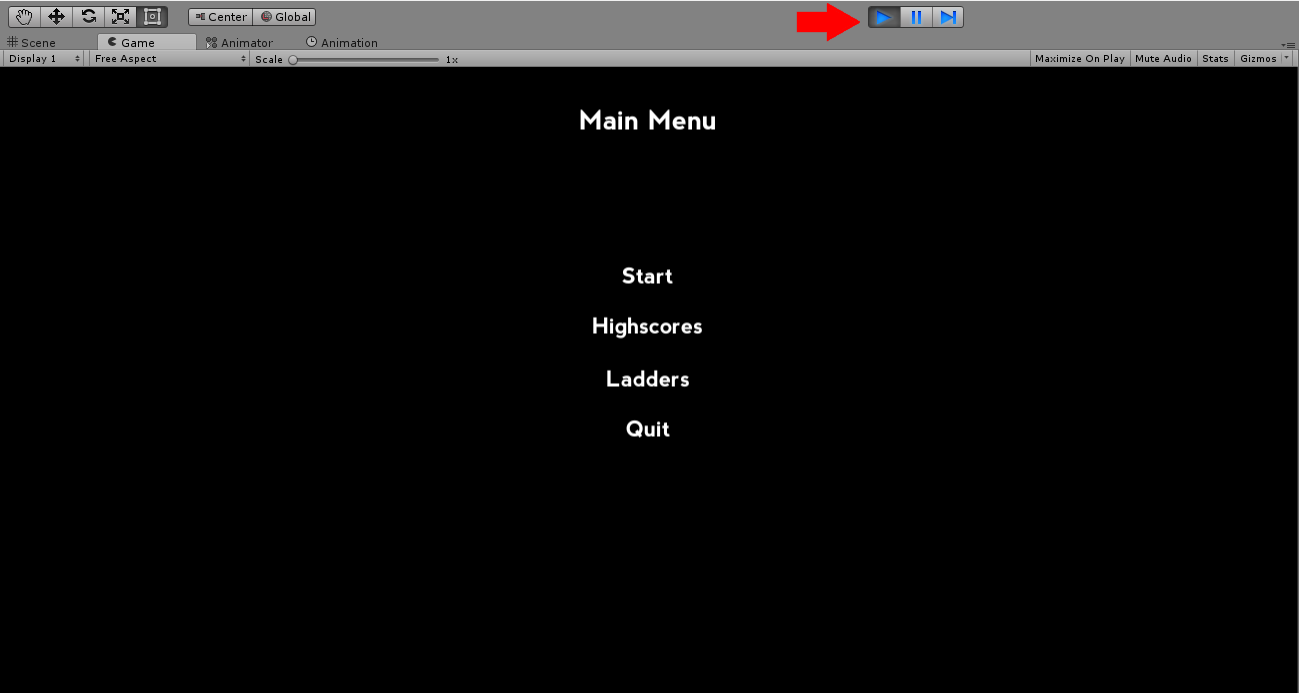 Center Global
Scene Game Animator Animation
Display 1 Free Aspect Scale 1x Maximize On Play Mute Audio Stats Gizmos
Main Menu
Start
Highscores
Ladders
Quit